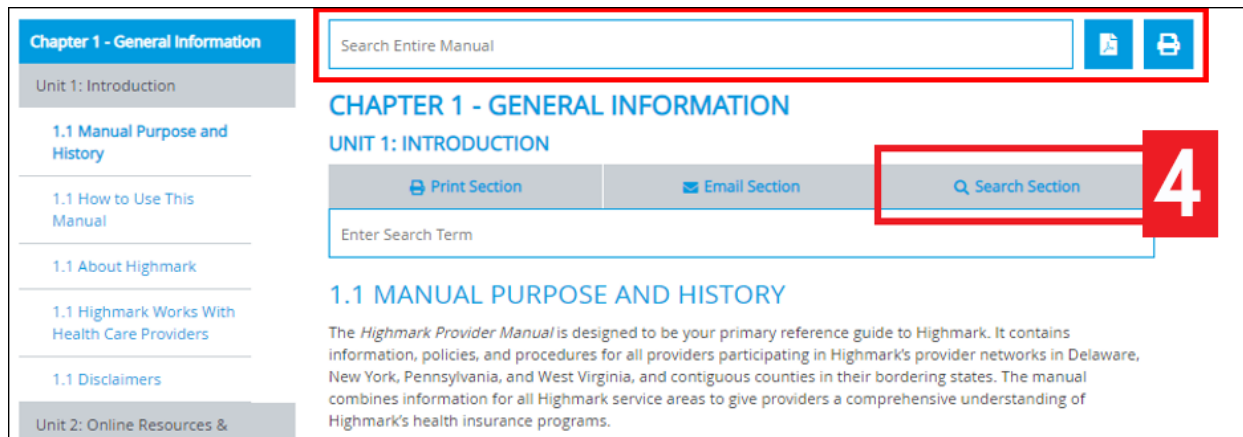 Chapter 1 - General Information
Unit 1: Introduction
1.1 Manual Purpose and
History
1.1 How to Use This
Manual
1.1 About Highmark
1.1 Highmark Works With
Health Care Providers
1.1 Disclaimers
Unit 2: Online Resources &
Search Entire Manual
CHAPTER 1 - GENERAL INFORMATION
UNIT 1: INTRODUCTION
Print Section
Email Section
Search Section
4
Enter Search Term
1.1 MANUAL PURPOSE AND HISTORY
The Highmark Provider Manual is designed to be your primary reference guide to Highmark. It contains
information, policies, and procedures for all providers participating in Highmark's provider networks in Delaware,
New York, Pennsylvania, and West Virginia, and contiguous counties in their bordering states. The manual
combines information for all Highmark service areas to give providers a comprehensive understanding of
Highmark's health insurance programs.